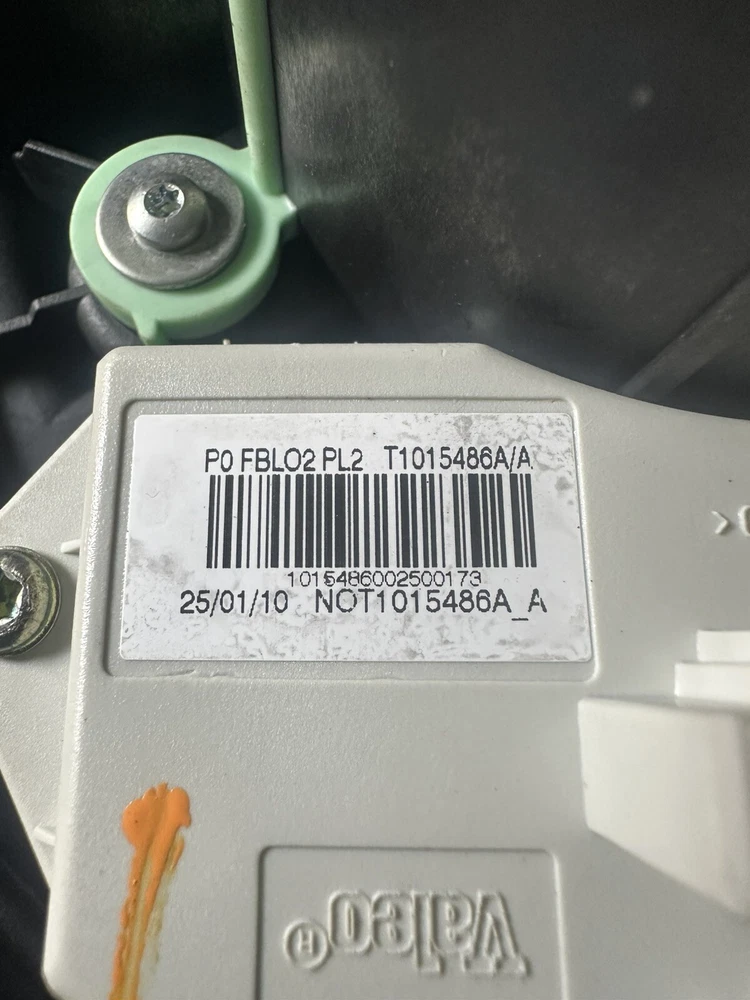 P0 FBLO2 PL2 T1015486A/A
1015486002500173
25/01/10 NOT1015486A_A
Valeo